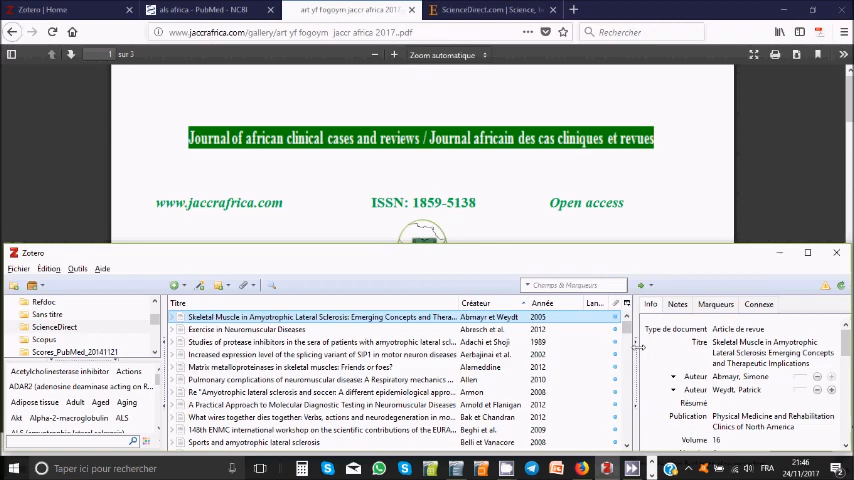 Zotero | Home
als africa - PubMed - NCBI
art yf fogoym jaccr africa 2017..
ScienceDirect.com | Science, h
www.jaccrafrica.com/gallery/art yf fogoym jaccr africa 2017..pdf
Rechercher
1 sur 3
Zoom automatique
Journal of african clinical cases and reviews / Journal africain des cas cliniques et revues
www.jaccrafrica.com
ISSN: 1859-5138
Open access
Zotero
Fichier Édition Outils Aide
Champs & Marqueurs
Refdoc
Sans titre
ScienceDirect
Scopus
Scores_PubMed_20141121
Acetylcholinesterase inhibitor Actions
ADAR2 (adenosine deaminase acting on
Adipose tissue Adult Aged Aging
Akt Alpha-2-macroglobulin ALS
Titre Créateur Année Lan...
Skeletal Muscle in Amyotrophic Lateral Sclerosis: Emerging Concepts and Thera... Abmayr et Weydt 2005
Exercise in Neuromuscular Diseases Abresch et al. 2012
Studies of protease inhibitors in the sera of patients with amyotrophic lateral scl... Adachi et Shoji 1989
Increased expression level of the splicing variant of SIP1 in motor neuron diseases Aerbajinai et al. 2002
Matrix metalloproteinases in skeletal muscles: Friends or foes? Alameddine 2012
Pulmonary complications of neuromuscular disease: A Respiratory mechanics ... Allen 2010
Re "Amyotrophic lateral sclerosis and soccer: A different epidemiological appro... Armon 2008
A Practical Approach to Molecular Diagnostic Testing in Neuromuscular Diseases Arnold et Flanigan 2012
What wires together dies together: Verbs, actions and neurodegeneration in mo... Bak et Chandran 2012
148th ENMC international workshop on the scientific contributions of the EURA... Beghi et al. 2009
Sports and amyotrophic lateral sclerosis Belli et Vanacore 2008
Info Notes Marqueurs Connexe
Type de document Article de revue
Titre Skeletal Muscle in Amyotrophic
Lateral Sclerosis: Emerging Concepts
and Therapeutic Implications
Auteur Abmayr, Simone
Auteur Weydt, Patrick
Résumé
Publication Physical Medicine and Rehabilitation
Clinics of North America
Volume 16
Taper ici pour rechercher
FRA
21:46
24/11/2017